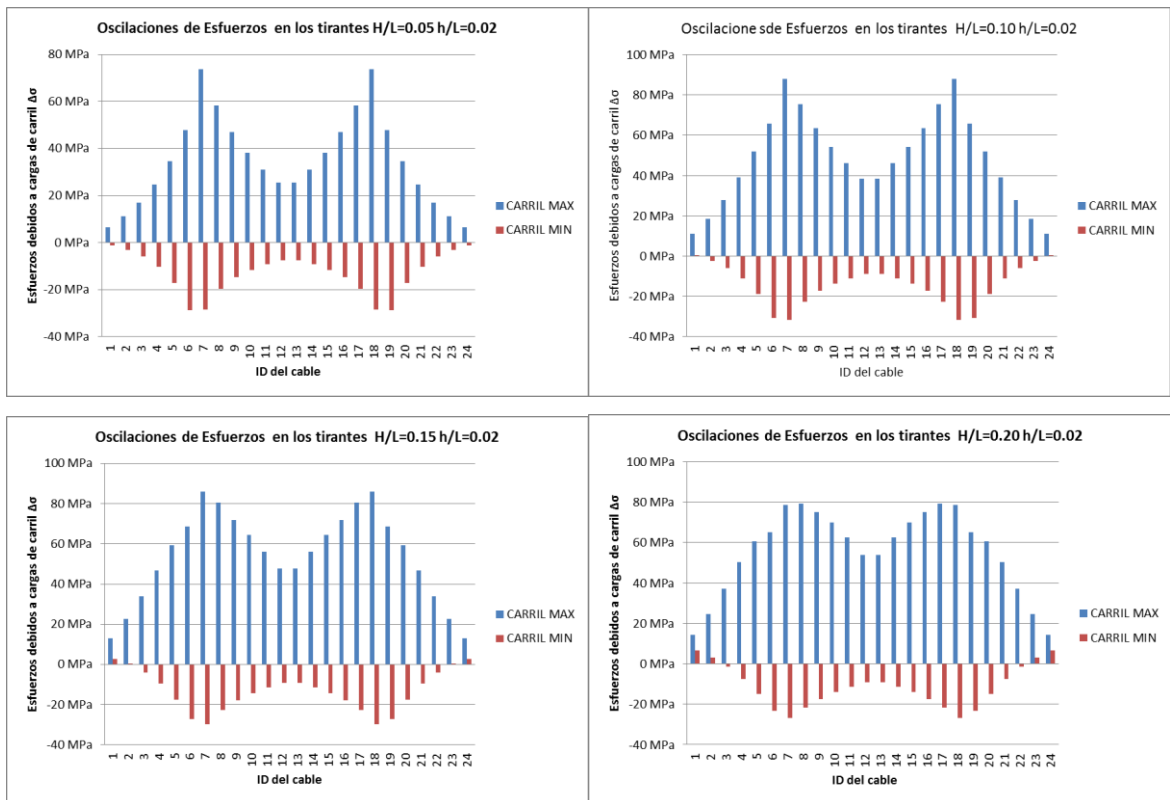 Oscilaciones de Esfuerzos en los tirantes H/L=0.05 h/L=0.02
Esfuerzos debidos a cargas de carril Δσ
80 MPa
60 MPa
40 MPa
20 MPa
0 MPa
-20 MPa
-40 MPa
1 2 3 4 5 6 7 8 9 10 11 12 13 14 15 16 17 18 19 20 21 22 23 24
ID del cable
CARRIL MAX
CARRIL MIN
Oscilacione sde Esfuerzos en los tirantes H/L=0.10 h/L=0.02
Esfuerzos debidos a cargas de carril Δσ
100 MPa
80 MPa
60 MPa
40 MPa
20 MPa
0 MPa
-20 MPa
-40 MPa
1 2 3 4 5 6 7 8 9 10 11 12 13 14 15 16 17 18 19 20 21 22 23 24
ID del cable
CARRIL MAX
CARRIL MIN
Oscilaciones de Esfuerzos en los tirantes H/L=0.15 h/L=0.02
Esfuerzos debidos a cargas de carril Δσ
100 MPa
80 MPa
60 MPa
40 MPa
20 MPa
0 MPa
-20 MPa
-40 MPa
1 2 3 4 5 6 7 8 9 10 11 12 13 14 15 16 17 18 19 20 21 22 23 24
ID del cable
CARRIL MAX
CARRIL MIN
Oscilaciones de Esfuerzos en los tirantes H/L=0.20 h/L=0.02
Esfuerzos debidos a cargas de carril Δσ
100 MPa
80 MPa
60 MPa
40 MPa
20 MPa
0 MPa
-20 MPa
-40 MPa
1 2 3 4 5 6 7 8 9 10 11 12 13 14 15 16 17 18 19 20 21 22 23 24
ID del cable
CARRIL MAX
CARRIL MIN